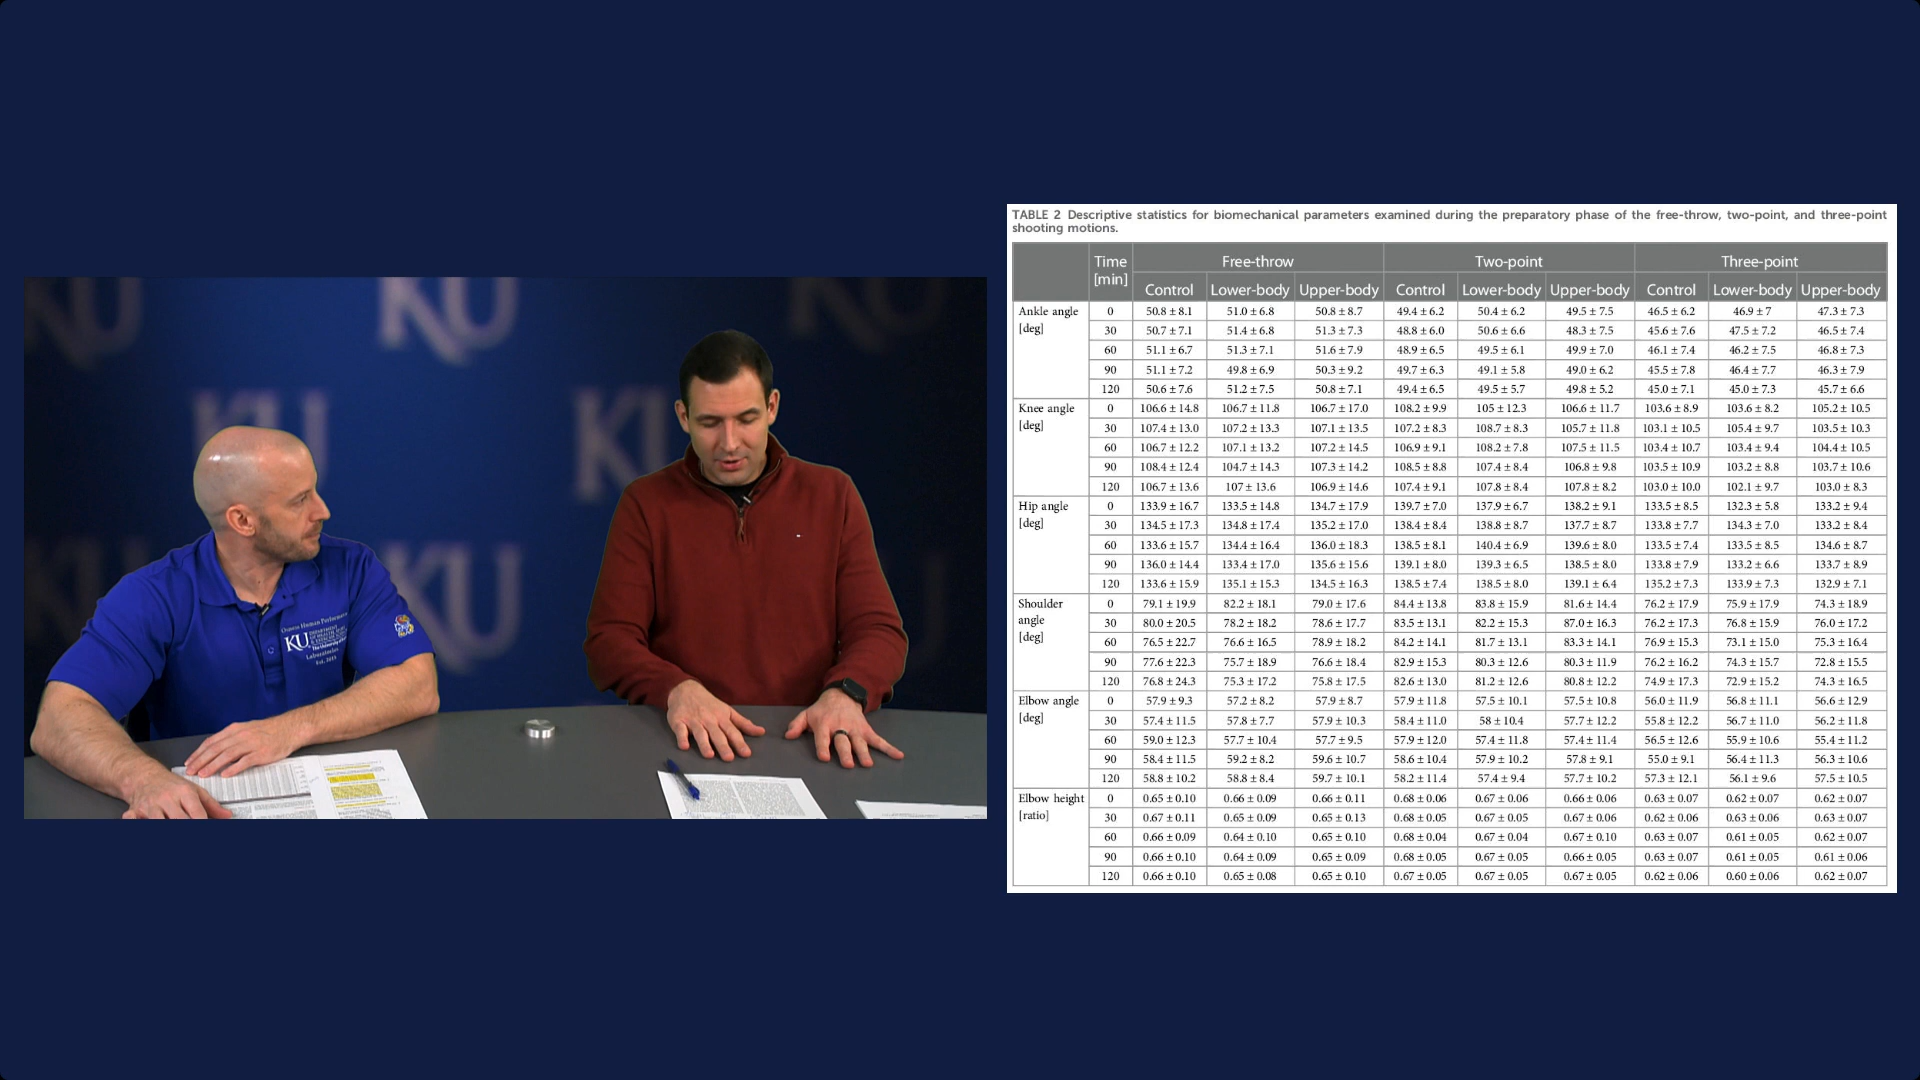 KU
KU
KU
KU
KU
KU
KU
TABLE 2 Descriptive statistics for biomechanical parameters examined during the preparatory phase of the free-throw, two-point, and three-point
shooting motions.
Time [min] Free-throw Two-point Three-point
Control Lower-body Upper-body Control Lower-body Upper-body Control Lower-body Upper-body
Ankle angle [deg] 0 50.8 ± 8.1 51.0 ± 6.8 50.8 ± 8.7 49.4 ± 6.2 50.4 ± 6.2 49.5 ± 7.5 46.5 ± 6.2 46.9 ± 7 47.3 ± 7.3
30 50.7 ± 7.1 51.4 ± 6.8 51.3 ± 7.3 48.8 ± 6.0 50.6 ± 6.6 48.3 ± 7.5 45.6 ± 7.6 47.5 ± 7.2 46.5 ± 7.4
60 51.1 ± 6.7 51.3 ± 7.1 51.6 ± 7.9 48.9 ± 6.5 49.5 ± 6.1 49.9 ± 7.0 46.1 ± 7.4 46.2 ± 7.5 46.8 ± 7.3
90 51.1 ± 7.2 49.8 ± 6.9 50.3 ± 9.2 49.7 ± 6.3 49.1 ± 5.8 49.0 ± 6.2 45.5 ± 7.8 46.4 ± 7.7 46.3 ± 7.9
120 50.6 ± 7.6 51.2 ± 7.5 50.8 ± 7.1 49.4 ± 6.5 49.5 ± 5.7 49.8 ± 5.2 45.0 ± 7.1 45.0 ± 7.3 45.7 ± 6.6
Knee angle [deg] 0 106.6 ± 14.8 106.7 ± 11.8 106.7 ± 17.0 108.2 ± 9.9 105 ± 12.3 106.6 ± 11.7 103.6 ± 8.9 103.6 ± 8.2 105.2 ± 10.5
30 107.4 ± 13.0 107.2 ± 13.3 107.1 ± 13.5 107.2 ± 8.3 108.7 ± 8.3 105.7 ± 11.8 103.1 ± 10.5 105.4 ± 9.7 103.5 ± 10.3
60 106.7 ± 12.2 107.1 ± 13.2 107.2 ± 14.5 106.9 ± 9.1 108.2 ± 7.8 107.5 ± 11.5 103.4 ± 10.7 103.4 ± 9.4 104.4 ± 10.5
90 108.4 ± 12.4 104.7 ± 14.3 107.3 ± 14.2 108.5 ± 8.8 107.4 ± 8.4 106.8 ± 9.8 103.5 ± 10.9 103.2 ± 8.8 103.7 ± 10.6
120 106.7 ± 13.6 107 ± 13.6 106.9 ± 14.6 107.4 ± 9.1 107.8 ± 8.4 107.8 ± 8.2 103.0 ± 10.0 102.1 ± 9.7 103.0 ± 8.3
Hip angle [deg] 0 133.9 ± 16.7 133.5 ± 14.8 134.7 ± 17.9 139.7 ± 7.0 137.9 ± 6.7 138.2 ± 9.1 133.5 ± 8.5 132.3 ± 5.8 133.2 ± 9.4
30 134.5 ± 17.3 134.8 ± 17.4 135.2 ± 17.0 138.4 ± 8.4 138.8 ± 8.7 137.7 ± 8.7 133.8 ± 7.7 134.3 ± 7.0 133.2 ± 8.4
60 133.6 ± 15.7 134.4 ± 16.4 136.0 ± 18.3 138.5 ± 8.1 140.4 ± 6.9 139.6 ± 8.0 133.5 ± 7.4 133.5 ± 8.5 134.6 ± 8.7
90 136.0 ± 14.4 133.4 ± 17.0 135.6 ± 15.6 139.1 ± 8.0 139.3 ± 6.5 138.5 ± 8.0 133.8 ± 7.9 133.2 ± 6.6 133.7 ± 8.9
120 133.6 ± 15.9 135.1 ± 15.3 134.5 ± 16.3 138.5 ± 7.4 138.5 ± 8.0 139.1 ± 6.4 135.2 ± 7.3 133.9 ± 7.3 132.9 ± 7.1
Shoulder angle [deg] 0 79.1 ± 19.9 82.2 ± 18.1 79.0 ± 17.6 84.4 ± 13.8 83.8 ± 15.9 81.6 ± 14.4 76.2 ± 17.9 75.9 ± 17.9 74.3 ± 18.9
30 80.0 ± 20.5 78.2 ± 18.2 78.6 ± 17.7 83.5 ± 13.1 82.2 ± 15.3 87.0 ± 16.3 76.2 ± 17.3 76.8 ± 15.9 76.0 ± 17.2
60 76.5 ± 22.7 76.6 ± 16.5 78.9 ± 18.2 84.2 ± 14.1 81.7 ± 13.1 83.3 ± 14.1 76.9 ± 15.3 73.1 ± 15.0 75.3 ± 16.4
90 77.6 ± 22.3 75.7 ± 18.9 76.6 ± 18.4 82.9 ± 15.3 80.3 ± 12.6 80.3 ± 11.9 76.2 ± 16.2 74.3 ± 15.7 72.8 ± 15.5
120 76.8 ± 24.3 75.3 ± 17.2 75.8 ± 17.5 82.6 ± 13.0 81.2 ± 12.6 80.8 ± 12.2 74.9 ± 17.3 72.9 ± 15.2 74.3 ± 16.5
Elbow angle [deg] 0 57.9 ± 9.3 57.2 ± 8.2 57.9 ± 8.7 57.9 ± 11.8 57.5 ± 10.1 57.5 ± 10.8 56.0 ± 11.9 56.8 ± 11.1 56.6 ± 12.9
30 57.4 ± 11.5 57.8 ± 7.7 57.9 ± 10.3 58.4 ± 11.0 58 ± 10.4 57.7 ± 12.2 55.8 ± 12.2 56.7 ± 11.0 56.2 ± 11.8
60 59.0 ± 12.3 57.7 ± 10.4 57.7 ± 9.5 57.9 ± 12.0 57.4 ± 11.8 57.4 ± 11.4 56.5 ± 12.6 55.9 ± 10.6 55.4 ± 11.2
90 58.4 ± 11.5 59.2 ± 8.2 59.6 ± 10.7 58.6 ± 10.4 57.9 ± 10.2 57.8 ± 9.1 55.0 ± 9.1 56.4 ± 11.3 56.3 ± 10.6
120 58.8 ± 10.2 58.8 ± 8.4 59.7 ± 10.1 58.2 ± 11.4 57.4 ± 9.4 57.7 ± 10.2 57.3 ± 12.1 56.1 ± 9.6 57.5 ± 10.5
Elbow height [ratio] 0 0.65 ± 0.10 0.66 ± 0.09 0.66 ± 0.11 0.68 ± 0.06 0.67 ± 0.06 0.66 ± 0.06 0.63 ± 0.07 0.62 ± 0.07 0.62 ± 0.07
30 0.67 ± 0.11 0.65 ± 0.09 0.65 ± 0.13 0.68 ± 0.05 0.67 ± 0.05 0.67 ± 0.06 0.62 ± 0.06 0.63 ± 0.06 0.63 ± 0.07
60 0.66 ± 0.09 0.64 ± 0.10 0.65 ± 0.10 0.68 ± 0.04 0.67 ± 0.04 0.67 ± 0.10 0.63 ± 0.07 0.61 ± 0.05 0.62 ± 0.07
90 0.66 ± 0.10 0.64 ± 0.09 0.65 ± 0.09 0.68 ± 0.05 0.67 ± 0.05 0.66 ± 0.05 0.63 ± 0.07 0.61 ± 0.05 0.61 ± 0.06
120 0.66 ± 0.10 0.65 ± 0.08 0.65 ± 0.10 0.67 ± 0.05 0.67 ± 0.05 0.67 ± 0.05 0.62 ± 0.06 0.60 ± 0.06 0.62 ± 0.07